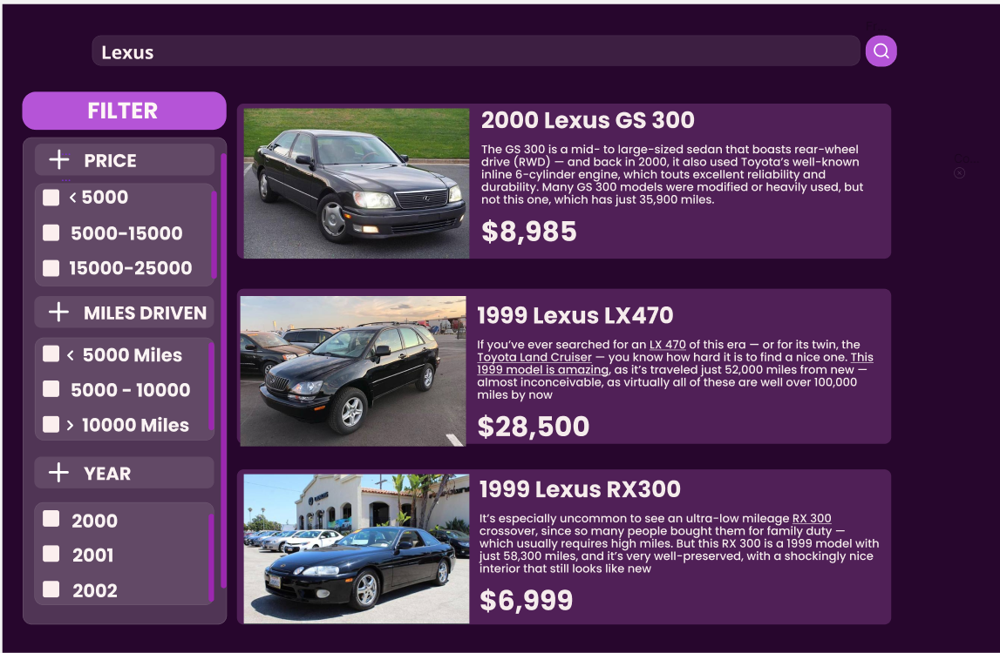 Lexus
FILTER
PRICE
< 5000
5000-15000
15000-25000
MILES DRIVEN
< 5000 Miles
5000 - 10000
> 10000 Miles
YEAR
2000
2001
2002
2000 Lexus GS 300
The GS 300 is a mid- to large-sized sedan that boasts rear-wheel
drive (RWD) — and back in 2000, it also used Toyota's well-known
inline 6-cylinder engine, which touts excellent reliability and
durability. Many GS 300 models were modified or heavily used, but
not this one, which has just 35,900 miles.
$8,985
1999 Lexus LX470
If you've ever searched for an LX 470 of this era — or for its twin, the
Toyota Land Cruiser — you know how hard it is to find a nice one. This
1999 model is amazing, as it's traveled just 52,000 miles from new —
almost inconceivable, as virtually all of these are well over 100,000
miles by now
$28,500
1999 Lexus RX300
It's especially uncommon to see an ultra-low mileage RX 300
crossover, since so many people bought them for family duty —
which usually requires high miles. But this RX 300 is a 1999 model with
just 58,300 miles, and it's very well-preserved, with a shockingly nice
interior that still looks like new
$6,999